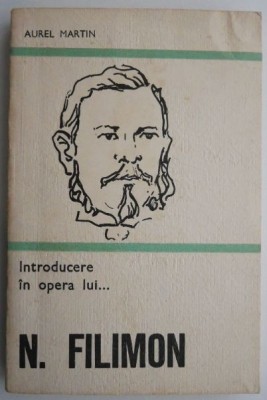 AUREL MARTIN
Introducere
în opera lui...
N. FILIMON